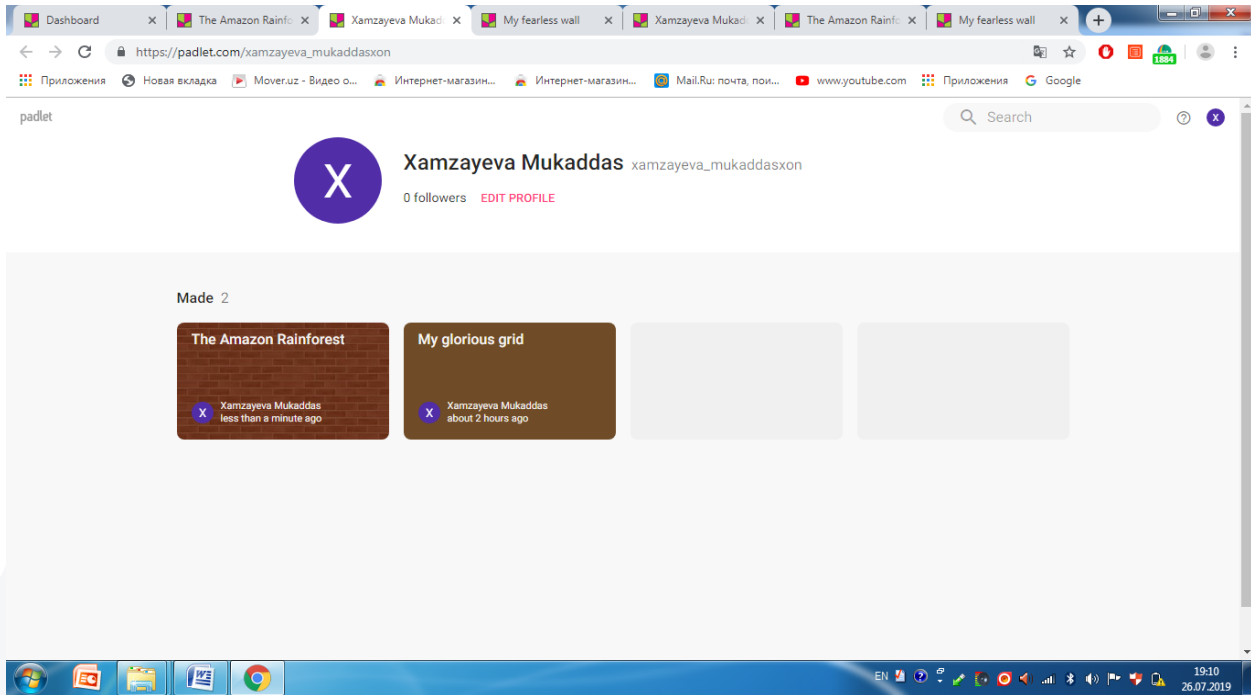 Dashboard
The Amazon Rainfo
Xamzayeva Mukad
My fearless wall
Xamzayeva Mukad
The Amazon Rainfo
My fearless wall
https://padlet.com/xamzayeva_mukaddasxon
1884
Приложения
Новая вкладка
Mover.uz - Видео о...
Интернет-магазин...
Интернет-магазин...
Mail.Ru: почта, пои...
www.youtube.com
Приложения
Google
padlet
Search
X
X
Xamzayeva Mukaddas xamzayeva_mukaddasxon
0 followers EDIT PROFILE
Made 2
The Amazon Rainforest
X
Xamzayeva Mukaddas
less than a minute ago
My glorious grid
X
Xamzayeva Mukaddas
about 2 hours ago
EN
19:10
26.07.2019